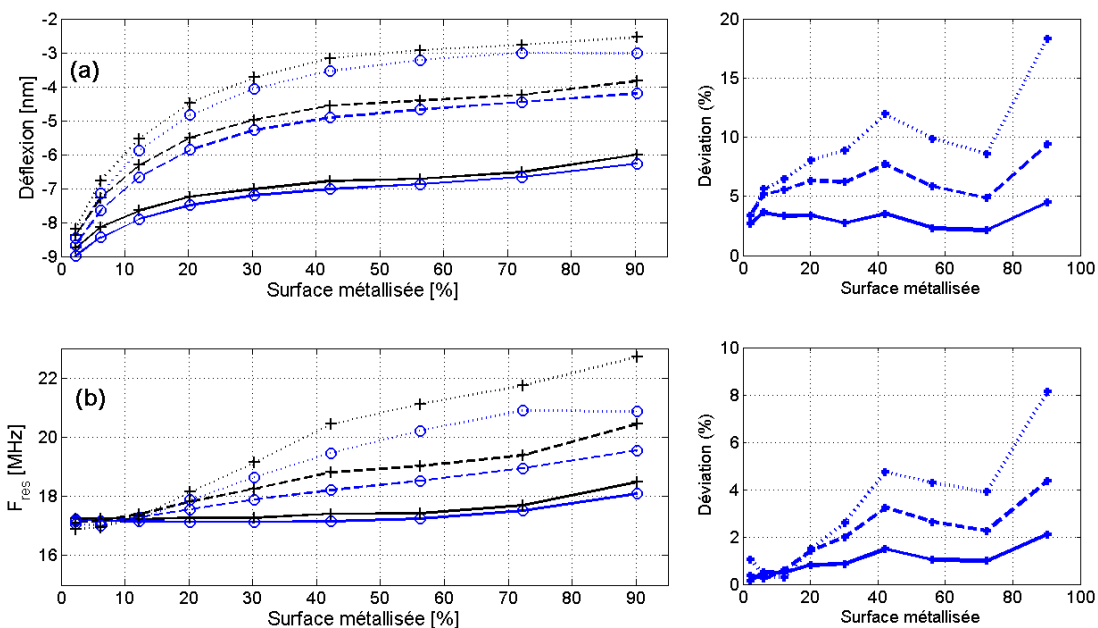 (a)
Déflexion [nm]
-2
-3
-4
-5
-6
-7
-8
-9
0 10 20 30 40 50 60 70 80 90
Surface métallisée [%]
Déviation (%)
20
15
10
5
0
0 20 40 60 80 100
Surface métallisée
(b)
F res [MHz]
22
20
18
16
0 10 20 30 40 50 60 70 80 90
Surface métallisée [%]
Déviation (%)
10
8
6
4
2
0
0 20 40 60 80 100
Surface métallisée